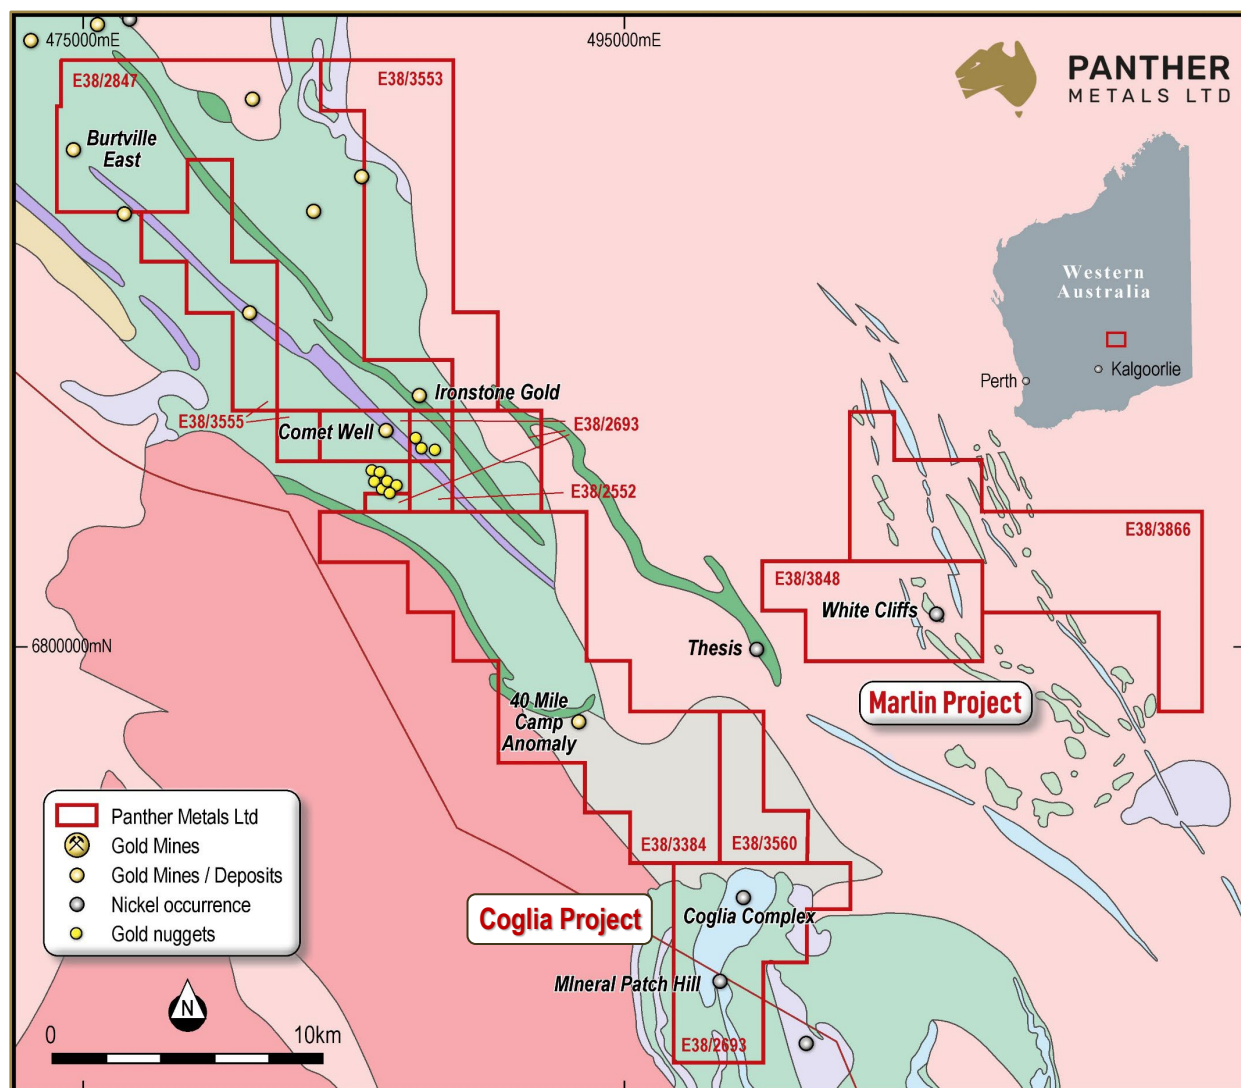 475000mE
495000mE
PANTHER
METALS LTD
E38/2847
E38/3553
Burtville
East
Western
Australia
Kalgoorlie
Perth
Ironstone Gold
E38/3555
Comet Well
E38/2693
E38/2552
E38/3866
E38/3848
White Cliffs
6800000mN
Thesis
Marlin Project
40 Mile
Camp
Anomaly
Panther Metals Ltd
Gold Mines
Gold Mines / Deposits
Nickel occurrence
Gold nuggets
E38/3384
E38/3560
Coglia Project
Coglia Complex
MIneral Patch Hill
N
0
10km
E38/2693